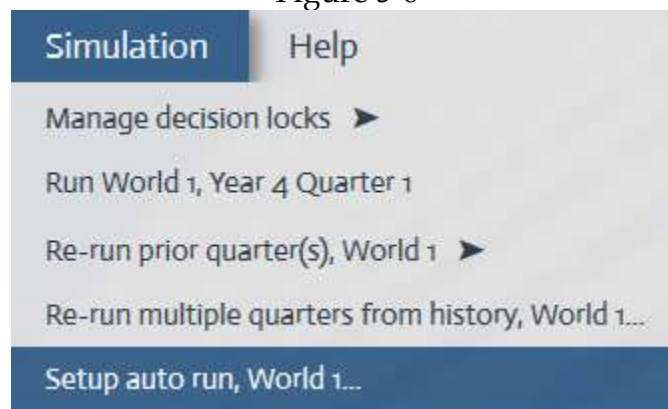 Simulation Help
Manage decision locks ➤
Run World 1, Year 4 Quarter 1
Re-run prior quarter(s), World 1 ➤
Re-run multiple quarters from history, World 1...
Setup auto run, World 1...